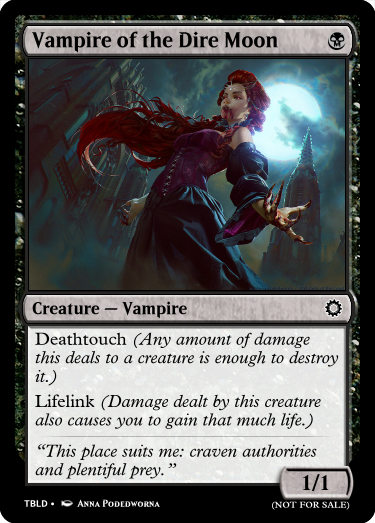 Vampire of the Dire Moon
Creature — Vampire
Deathtouch (Any amount of damage
this deals to a creature is enough to destroy
it.)
Lifelink (Damage dealt by this creature
also causes you to gain that much life.)
“This place suits me: craven authorities
and plentiful prey.”
1/1
TBLD • Anna Podedworna
(NOT FOR SALE)